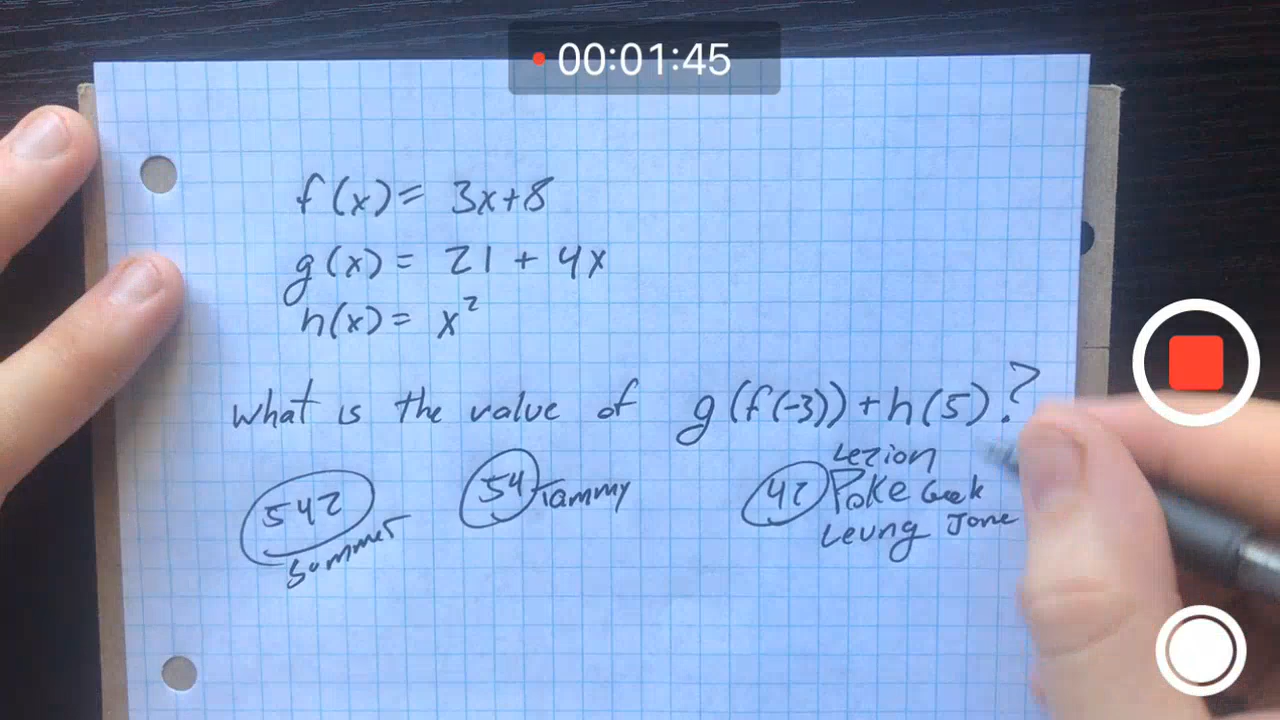 00:01:45
f(x) = 3x+8
g(x) = 21 + 4x
h(x) = x²
What is the value of g(f(-3)) + h(5)?
Lezion
542 54 Tammy 42 Poke Geek
Summer Leung Jone